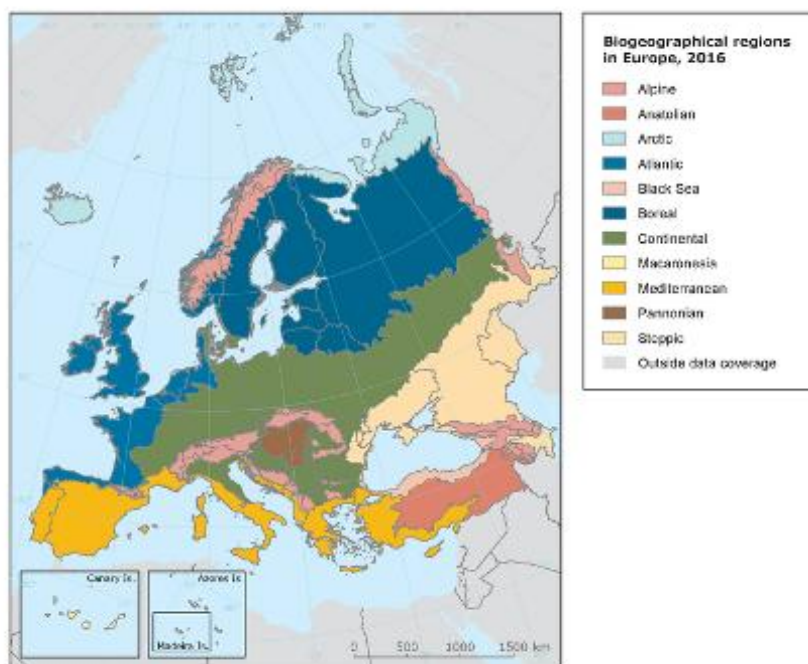 Biogeographical regions
in Europe, 2016
Alpine
Anatolian
Arctic
Atlantic
Black Sea
Boreal
Continental
Macaronesia
Mediterranean
Pannonian
Steppic
Outside data coverage
Canary Is.
Azores Is.
Madeira Is.
0 500 1000 1500 km